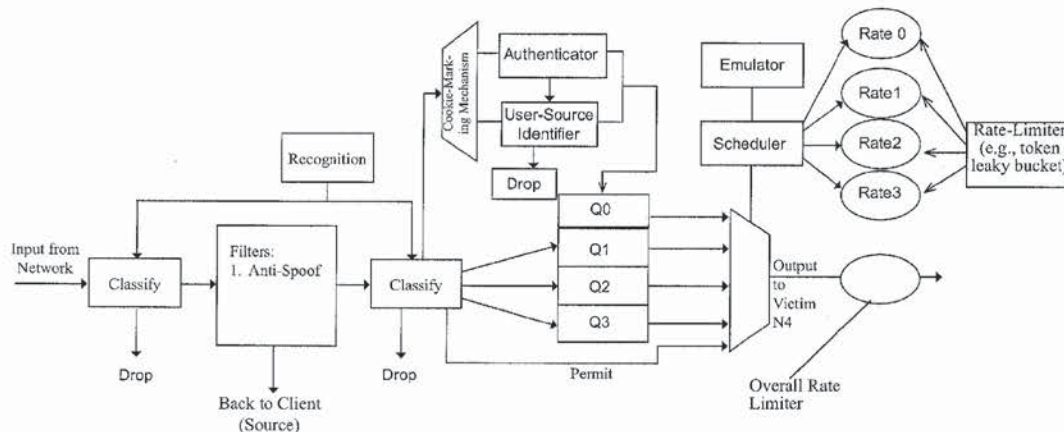 Rate 0
Authenticator
Emulator
Cookie-Mark-
ing Mechanism
Rate1
User-Source
Identifier
Rate-Limiter
(e.g., token
leaky bucket)
Scheduler
Rate2
Recognition
Drop
Rate3
Q0
Input from
Network
Filters:
1. Anti-Spoof
Q1
Classify
Classify
Output
to
Victim
N4
Q2
Q3
Drop
Drop
Permit
Back to Client
(Source)
Overall Rate
Limiter